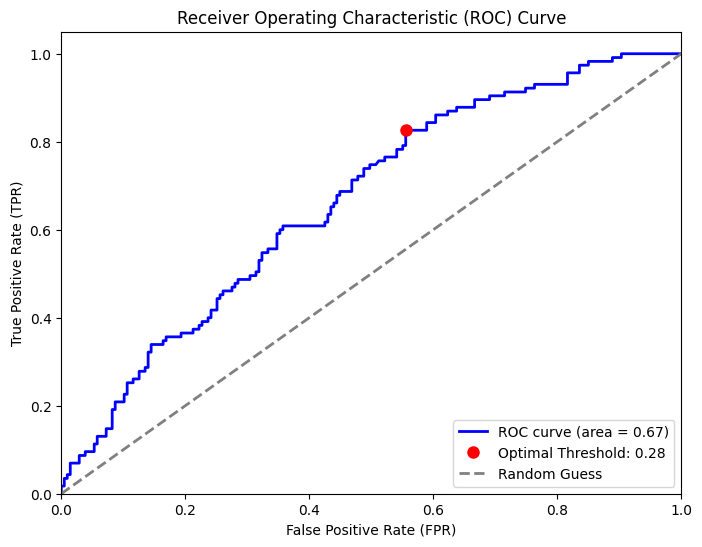 Receiver Operating Characteristic (ROC) Curve
True Positive Rate (TPR)
1.0
0.8
0.6
0.4
0.2
0.0
0.0 0.2 0.4 0.6 0.8 1.0
False Positive Rate (FPR)
ROC curve (area = 0.67)
Optimal Threshold: 0.28
Random Guess